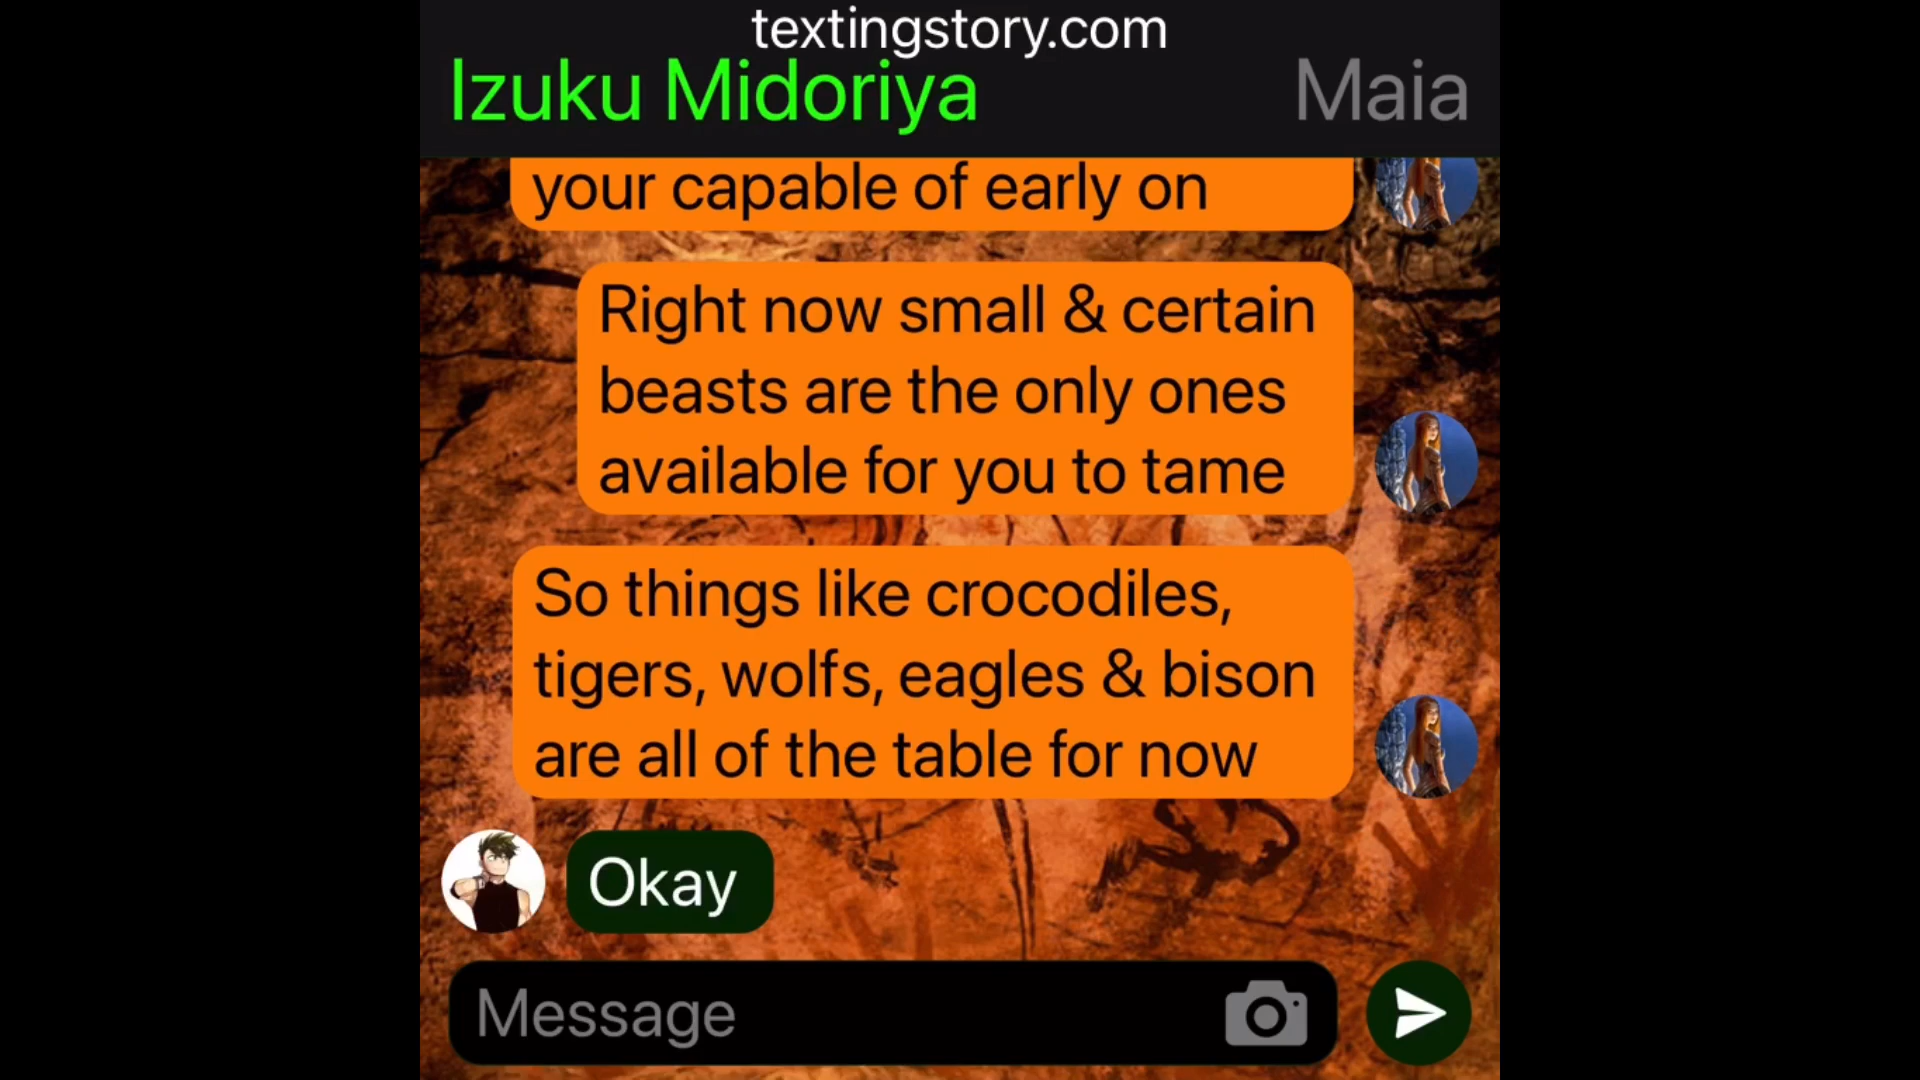 textingstory.com
Izuku Midoriya
Maia
your capable of early on
Right now small & certain
beasts are the only ones
available for you to tame
So things like crocodiles,
tigers, wolfs, eagles & bison
are all of the table for now
Okay
Message